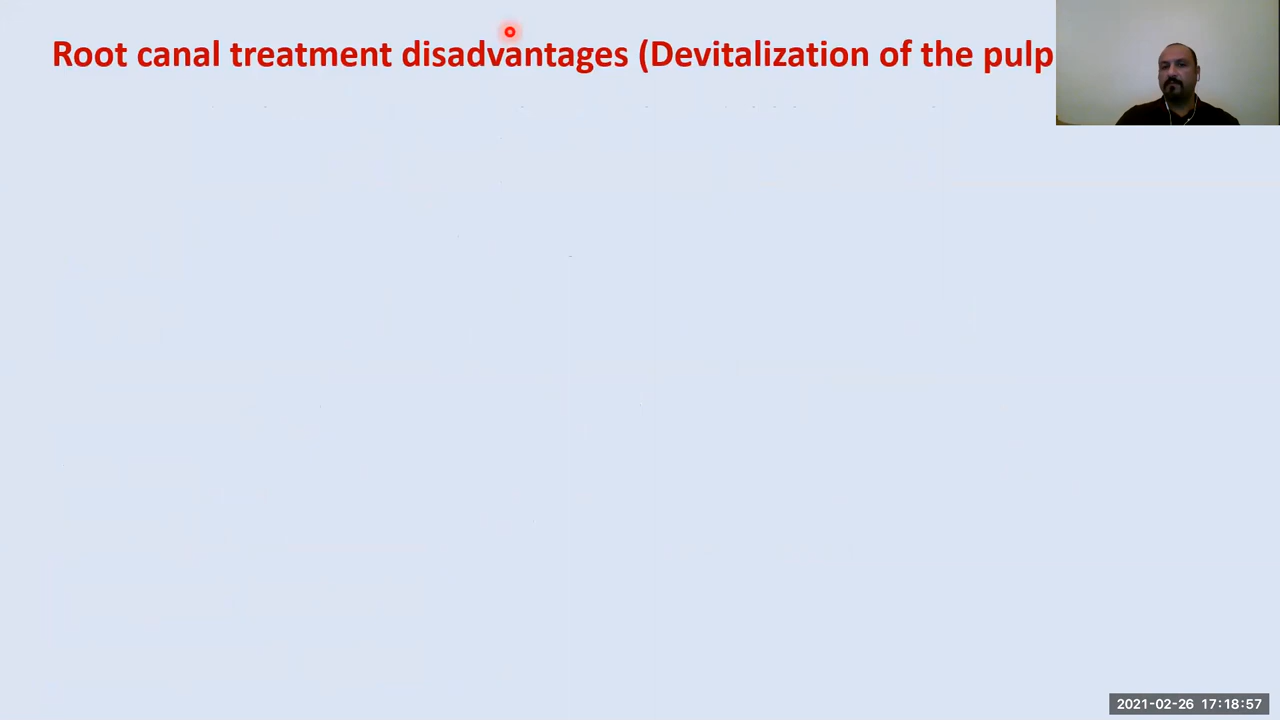 Root canal treatment disadvantages (Devitalization of the pulp
2021-02-26 17:18:57